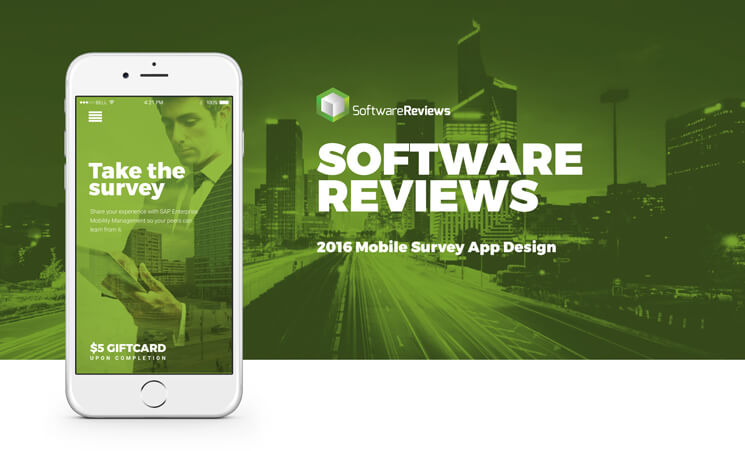 BELL 4:21 PM 100%
Take the
survey
Share your experience with SAP Enterprise
Mobility Management so your peers can
learn from it
$5 GIFTCARD
UPON COMPLETION
SoftwareReviews
SOFTWARE
REVIEWS
2016 Mobile Survey App Design